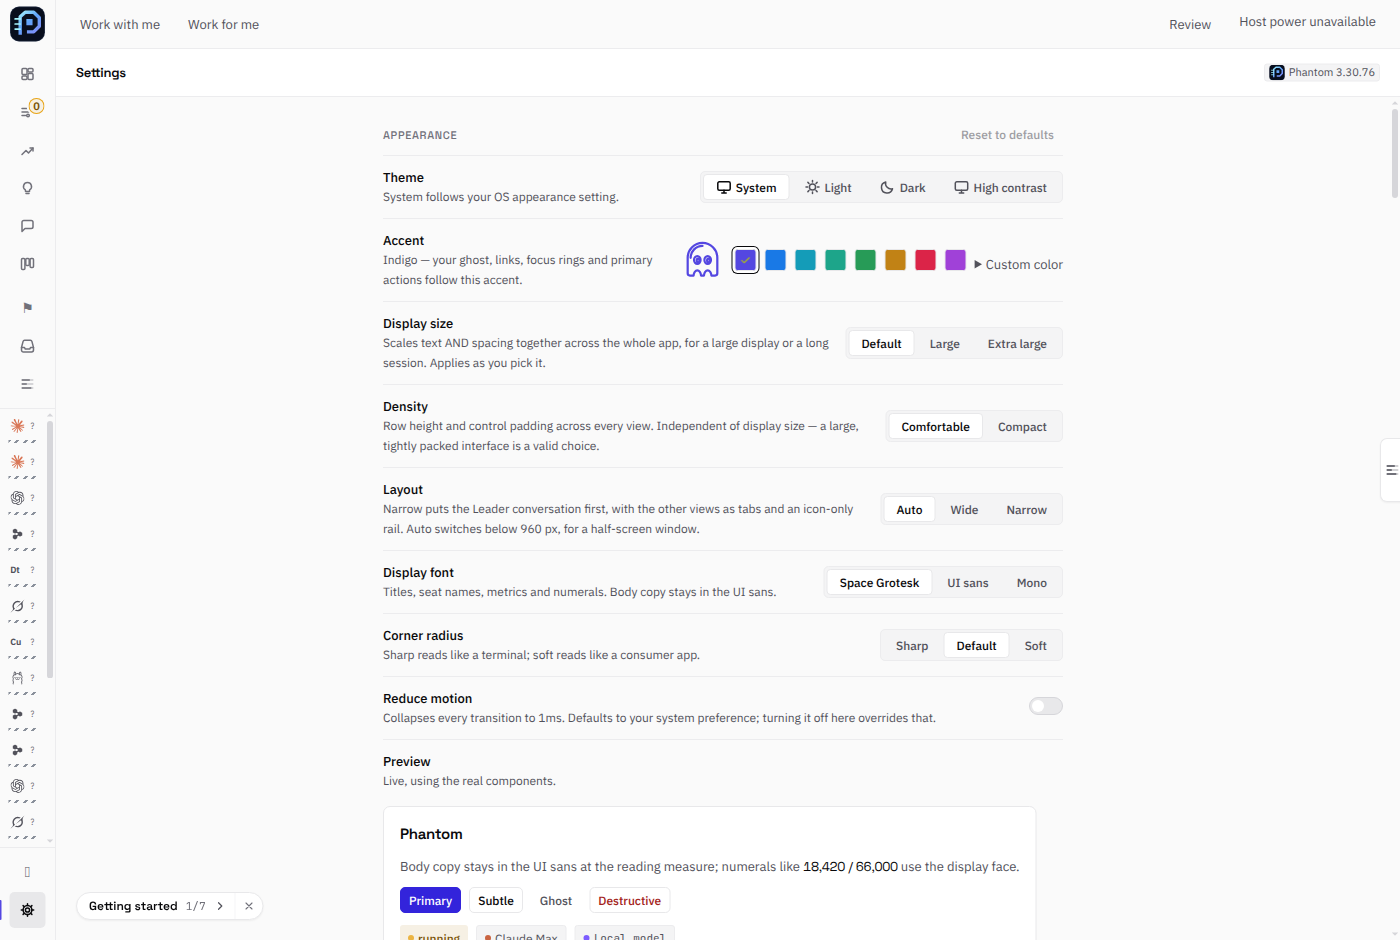 Work with me
Work for me
Review
Host power unavailable
Settings
Phantom 3.30.76
0
APPEARANCE
Reset to defaults
Theme
System follows your OS appearance setting.
System
Light
Dark
High contrast
Accent
Indigo — your ghost, links, focus rings and primary
actions follow this accent.
Custom color
Display size
Scales text AND spacing together across the whole app, for a large display or a long
session. Applies as you pick it.
Default
Large
Extra large
Density
Row height and control padding across every view. Independent of display size — a large,
tightly packed interface is a valid choice.
Comfortable
Compact
Layout
Narrow puts the Leader conversation first, with the other views as tabs and an icon-only
rail. Auto switches below 960 px, for a half-screen window.
Auto
Wide
Narrow
Display font
Titles, seat names, metrics and numerals. Body copy stays in the UI sans.
Space Grotesk
UI sans
Mono
Corner radius
Sharp reads like a terminal; soft reads like a consumer app.
Sharp
Default
Soft
Reduce motion
Collapses every transition to 1ms. Defaults to your system preference; turning it off here overrides that.
Preview
Live, using the real components.
Phantom
Body copy stays in the UI sans at the reading measure; numerals like 18,420 / 66,000 use the display face.
Primary
Subtle
Ghost
Destructive
running
Claude Max
Local model
?
?
?
?
Dt ?
?
Cu ?
?
?
?
?
?
Getting started 1/7